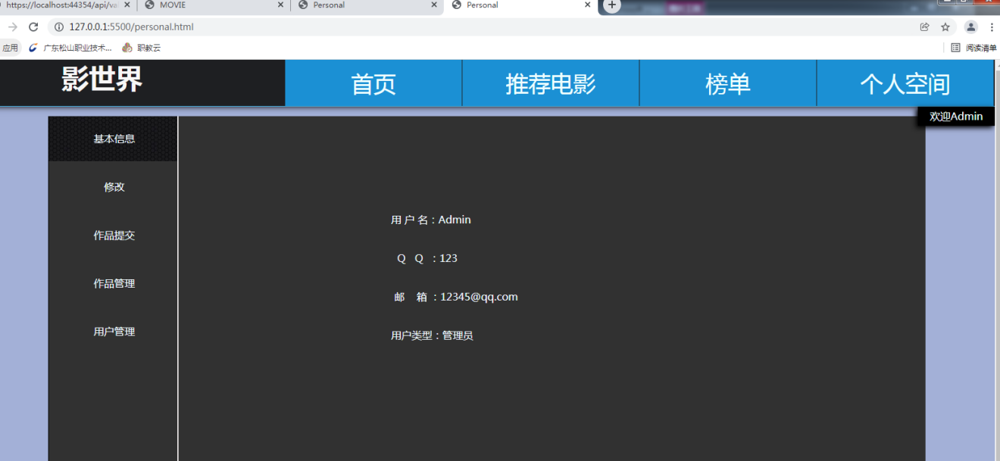 https://localhost:44354/api/va
MOVIE
Personal
Personal
127.0.0.1:5500/personal.html
应用
广东松山职业技术...
职教云
阅读清单
影世界
首页
推荐电影
榜单
个人空间
欢迎Admin
基本信息
修改
作品提交
作品管理
用户管理
用 户 名：Admin
Q Q ：123
邮 箱 ：12345@qq.com
用户类型：管理员